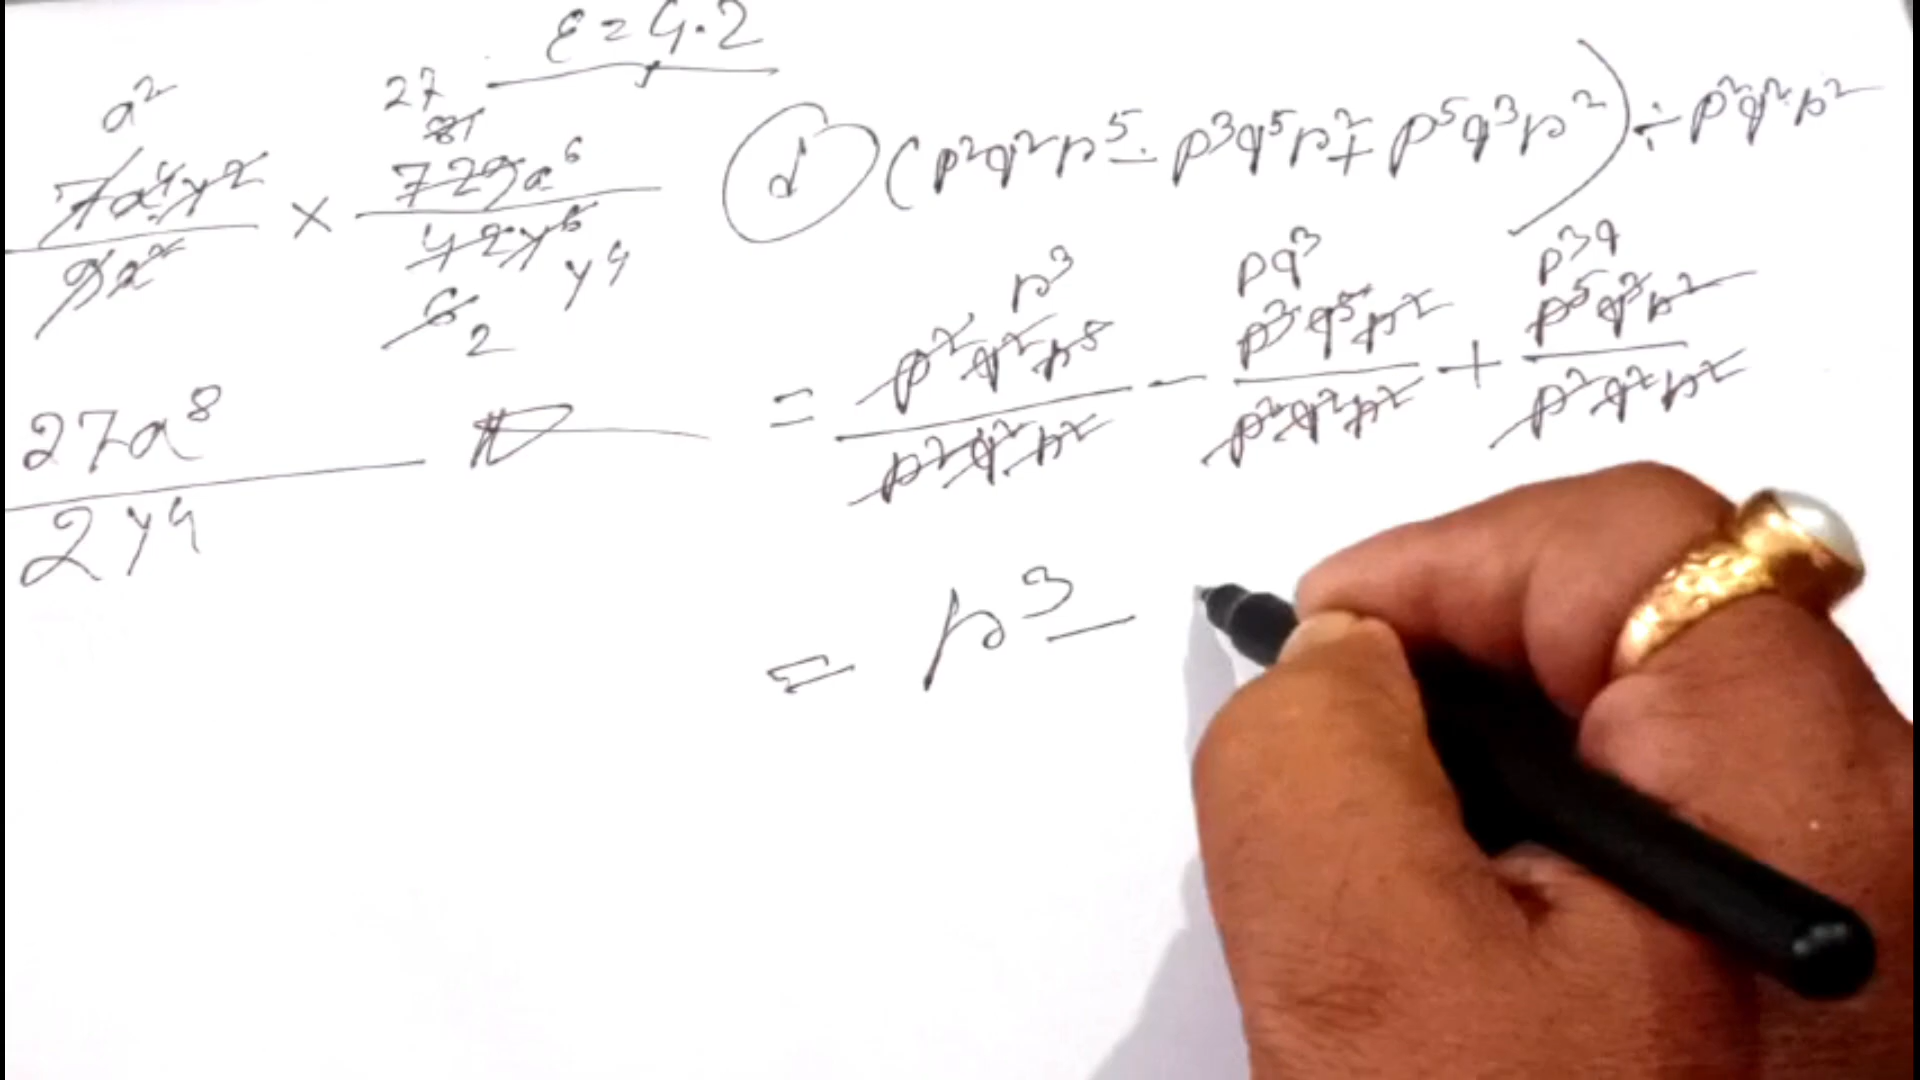 E = 4.2
a² 27
81
7a⁴y² / 9a² × 729a⁶ / 42y⁶
y⁴
6 2
27a⁸ / 2y⁴
d (p²q²r⁵ - p³q⁵r² + p⁵q³r²) ÷ p²q²r²
r³ pq³ p³q
= p²q²r⁵ / p²q²r² - p³q⁵r² / p²q²r² + p⁵q³r² / p²q²r²
= r³ -